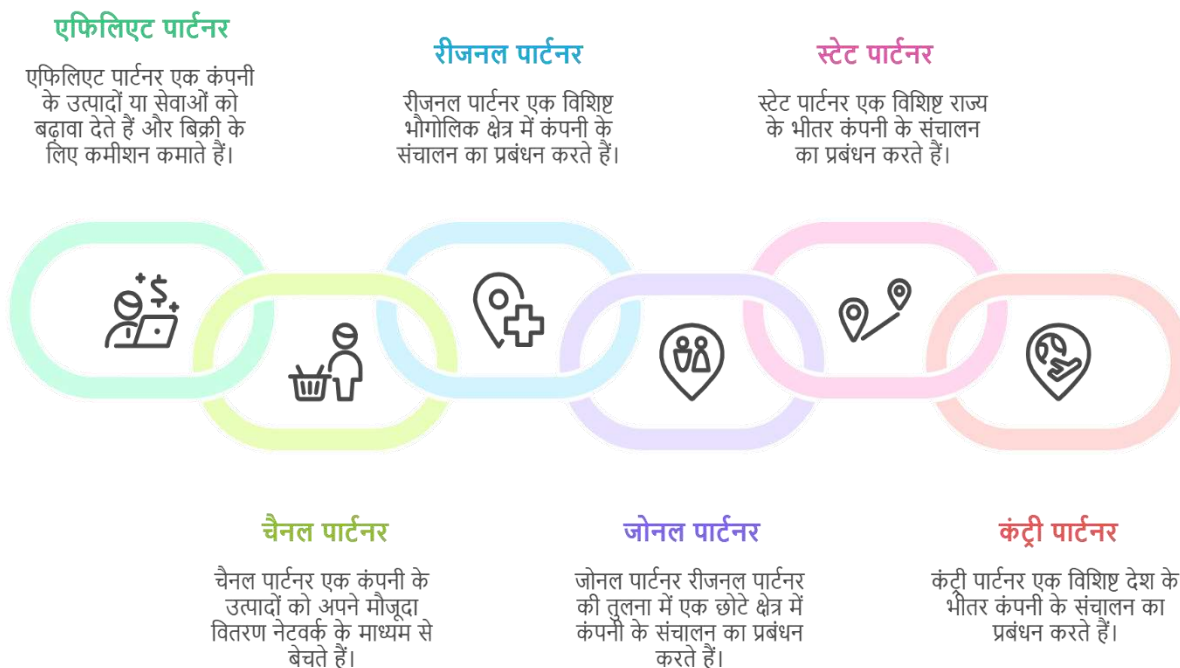 एफिलिएट पार्टनर
एफिलिएट पार्टनर एक कंपनी
के उत्पादों या सेवाओं को
बढ़ावा देते हैं और बिक्री के
लिए कमीशन कमाते हैं।
चैनल पार्टनर
चैनल पार्टनर एक कंपनी के
उत्पादों को अपने मौजूदा
वितरण नेटवर्क के माध्यम से
बेचते हैं।
रीजनल पार्टनर
रीजनल पार्टनर एक विशिष्ट
भौगोलिक क्षेत्र में कंपनी के
संचालन का प्रबंधन करते हैं।
जोनल पार्टनर
जोनल पार्टनर रीजनल पार्टनर
की तुलना में एक छोटे क्षेत्र में
कंपनी के संचालन का प्रबंधन
करते हैं।
स्टेट पार्टनर
स्टेट पार्टनर एक विशिष्ट राज्य
के भीतर कंपनी के संचालन
का प्रबंधन करते हैं।
कंट्री पार्टनर
कंट्री पार्टनर एक विशिष्ट देश के
भीतर कंपनी के संचालन का
प्रबंधन करते हैं।